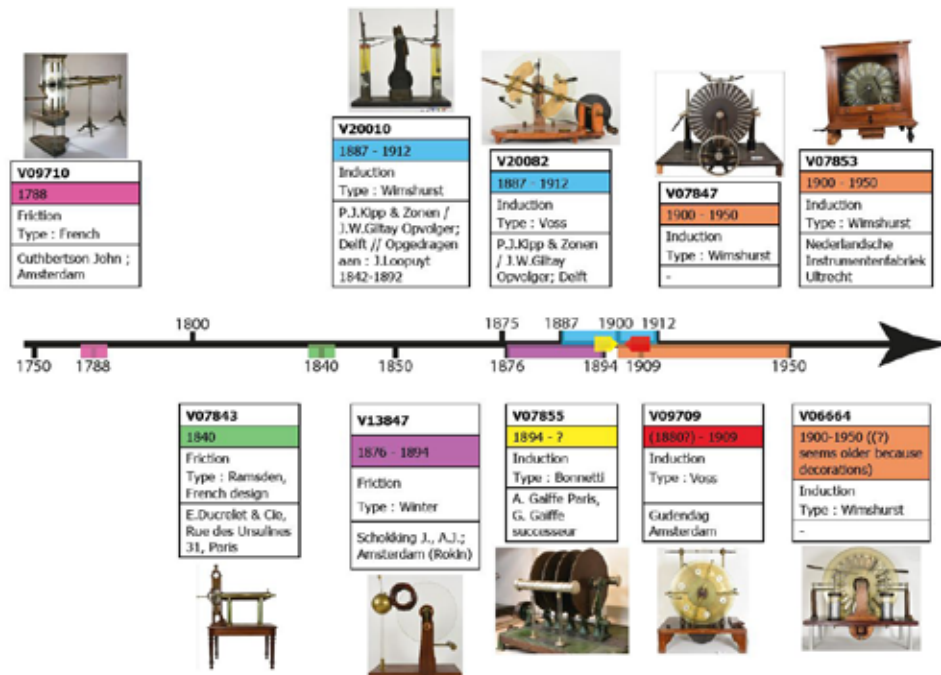 V09710
1788
Friction
Type : French
Cuthbertson John ;
Amsterdam
V20010
1887 - 1912
Induction
Type : Wimshurst
P.J.Kipp & Zonen /
J.W.Giltay Opvolger;
Delft // Opgedragen
aan : J.Loopuyt
1842-1892
V20082
1887 - 1912
Induction
Type : Voss
P.J.Kipp & Zonen
/ J.W.Giltay
Opvolger; Delft
V07847
1900 - 1950
Induction
Type : Wimshurst
-
V07853
1900 - 1950
Induction
Type : Wimshurst
Nederlandsche
Instrumentenfabriek
Ultrecht
1800 1875 1887 1900 1912
1750 1788 1840 1850 1876 1894 1909 1950
V07843
1840
Friction
Type : Ramsden,
French design
E.Ducretet & Cie,
Rue des Ursulines
31, Paris
V13847
1876 - 1894
Friction
Type : Winter
Schokking J., A.J.;
Amsterdam (Rokin)
V07855
1894 - ?
Induction
Type : Bonnetti
A. Gaiffe Paris,
G. Gaiffe
successeur
V09709
(1880?) - 1909
Induction
Type : Voss
Gudendag
Amsterdam
V06664
1900-1950 ((?)
seems older because
decorations)
Induction
Type : Wimshurst
-